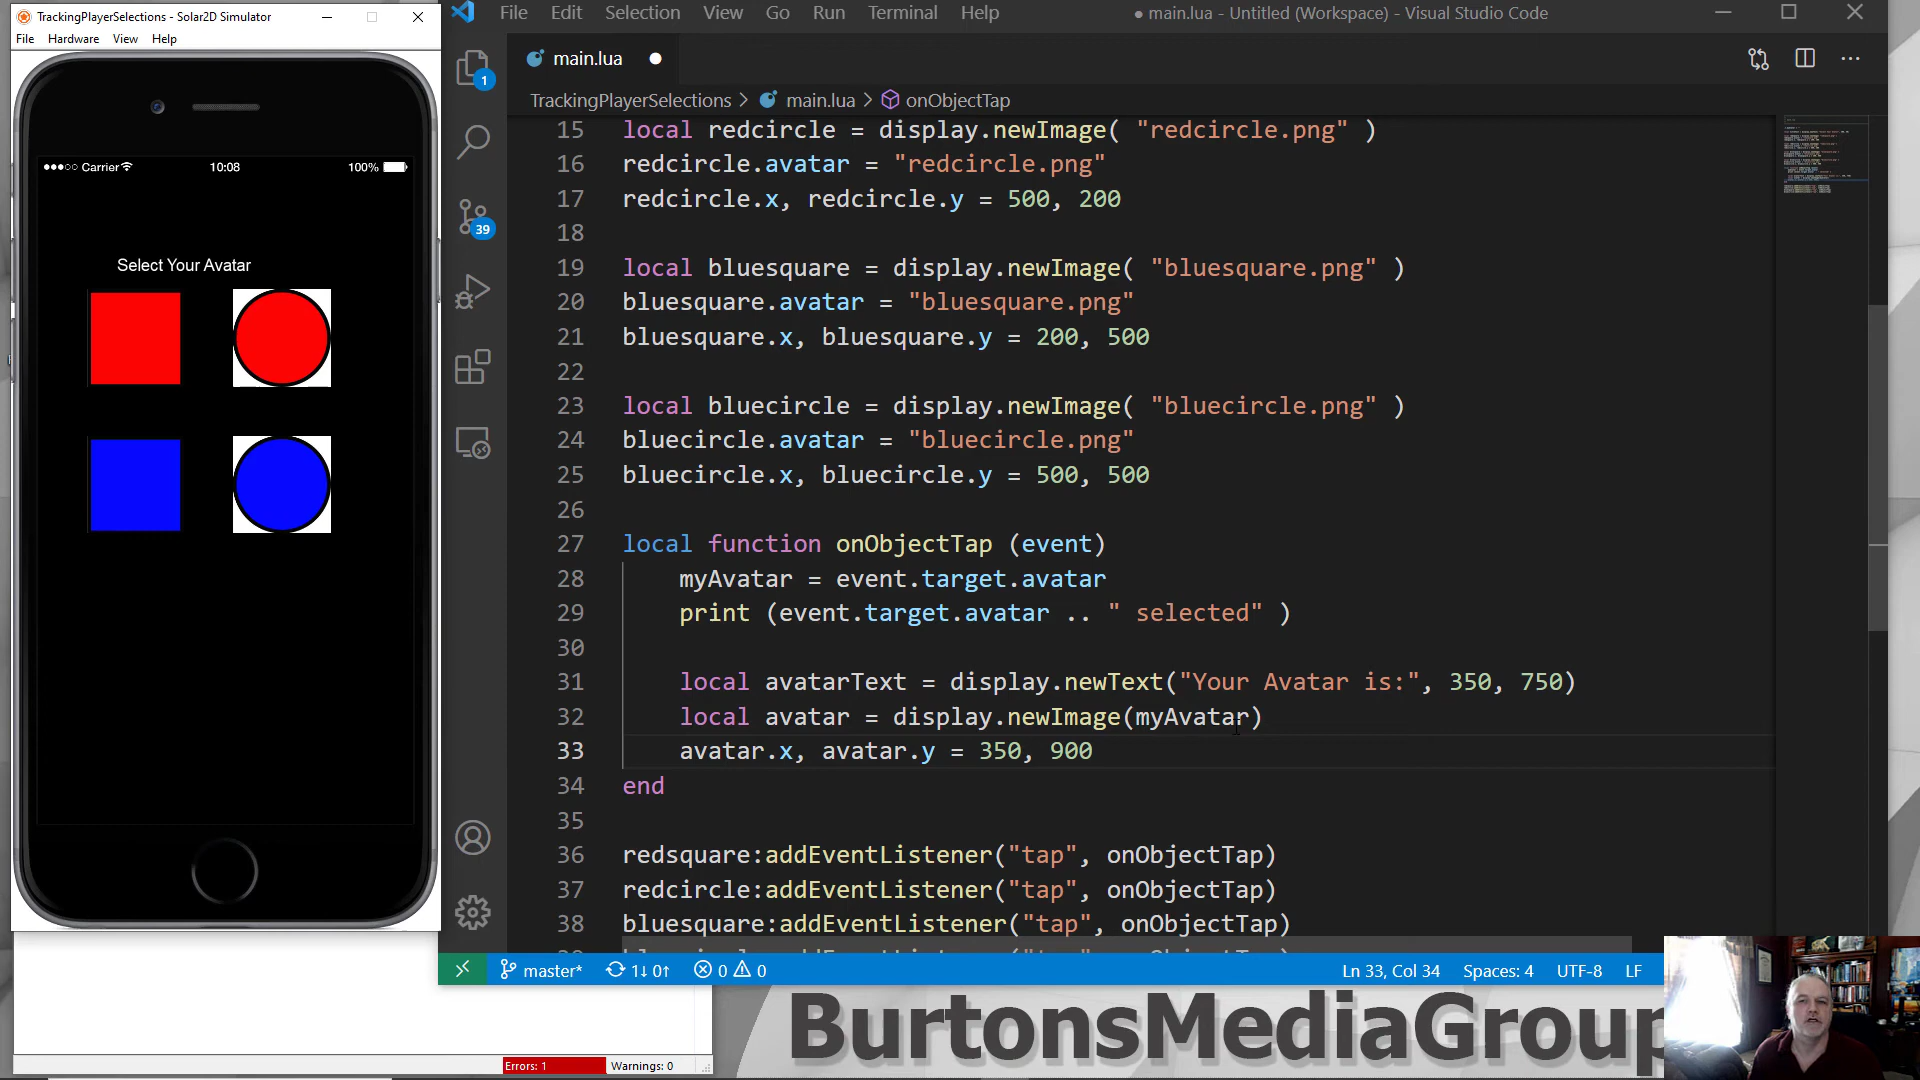 TrackingPlayerSelections - Solar2D Simulator
File Hardware View Help
Carrier 10:08 100%
Select Your Avatar
File Edit Selection View Go Run Terminal Help
● main.lua - Untitled (Workspace) - Visual Studio Code
main.lua
TrackingPlayerSelections > main.lua > onObjectTap
1
39
15 local redcircle = display.newImage( "redcircle.png" )
16 redcircle.avatar = "redcircle.png"
17 redcircle.x, redcircle.y = 500, 200
18
19 local bluesquare = display.newImage( "bluesquare.png" )
20 bluesquare.avatar = "bluesquare.png"
21 bluesquare.x, bluesquare.y = 200, 500
22
23 local bluecircle = display.newImage( "bluecircle.png" )
24 bluecircle.avatar = "bluecircle.png"
25 bluecircle.x, bluecircle.y = 500, 500
26
27 local function onObjectTap (event)
28 myAvatar = event.target.avatar
29 print (event.target.avatar .. " selected" )
30
31 local avatarText = display.newText("Your Avatar is:", 350, 750)
32 local avatar = display.newImage(myAvatar)
33 avatar.x, avatar.y = 350, 900
34 end
35
36 redsquare:addEventListener("tap", onObjectTap)
37 redcircle:addEventListener("tap", onObjectTap)
38 bluesquare:addEventListener("tap", onObjectTap)
master* 1↓ 0↑ 0 0 Ln 33, Col 34 Spaces: 4 UTF-8 LF
BurtonsMediaGroup
Errors: 1 Warnings: 0